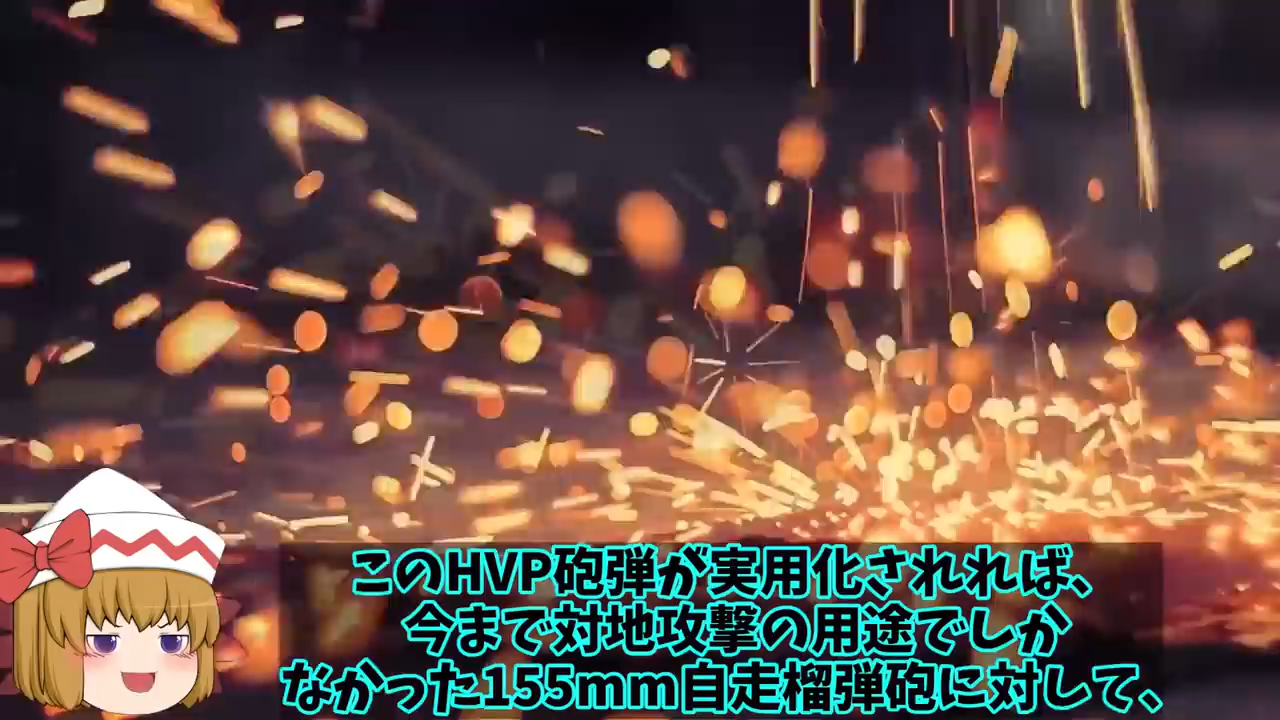 このHVP砲弾が実用化されれば、
今まで対地攻撃の用途でしか
なかった155mm自走榴弾砲に対して、